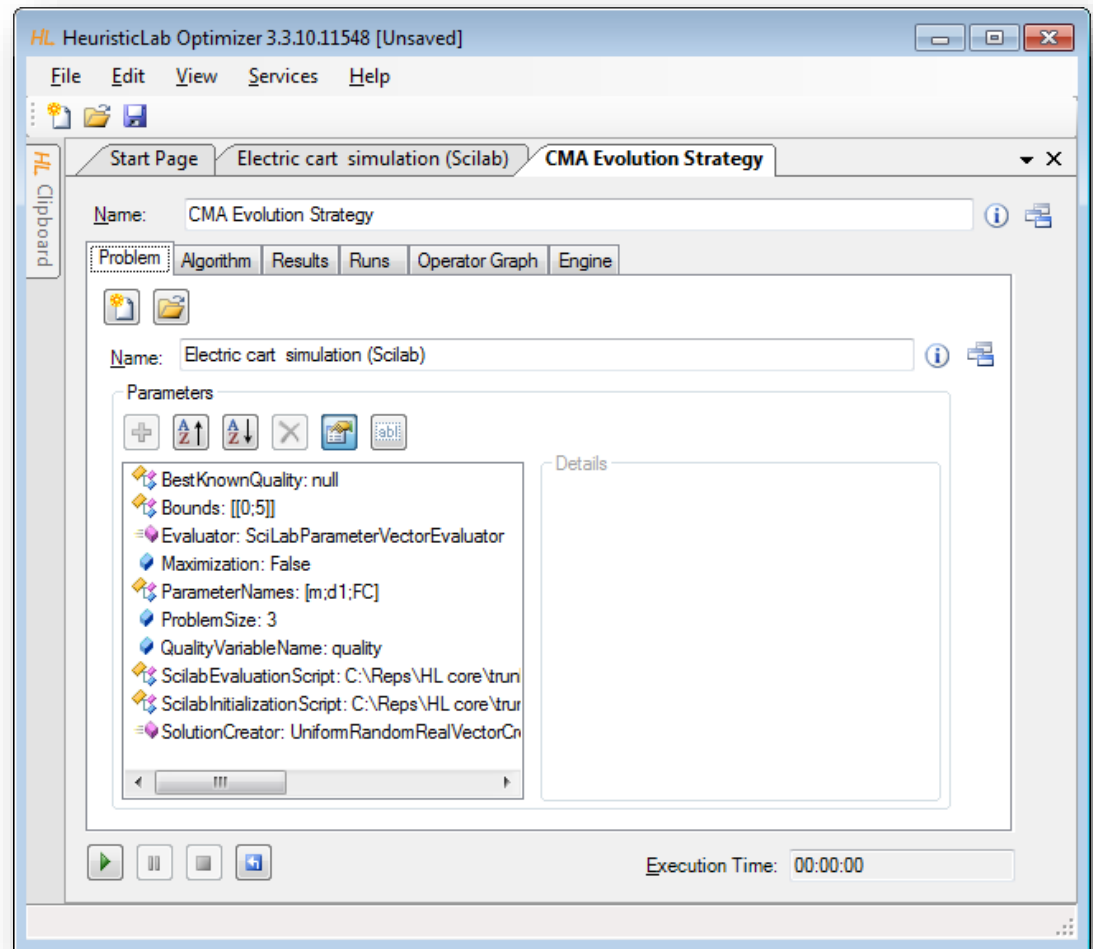 HL HeuristicLab Optimizer 3.3.10.11548 [Unsaved]
File Edit View Services Help
HL Clipboard
Start Page Electric cart simulation (Scilab) CMA Evolution Strategy
Name: CMA Evolution Strategy
Problem Algorithm Results Runs Operator Graph Engine
Name: Electric cart simulation (Scilab)
Parameters
Details
BestKnownQuality: null
Bounds: [[0;5]]
Evaluator: SciLabParameterVectorEvaluator
Maximization: False
ParameterNames: [m;d1;FC]
ProblemSize: 3
QualityVariableName: quality
ScilabEvaluationScript: C:\Reps\HL core\trun
ScilabInitializationScript: C:\Reps\HL core\trun
SolutionCreator: UniformRandomRealVectorCr
Execution Time: 00:00:00